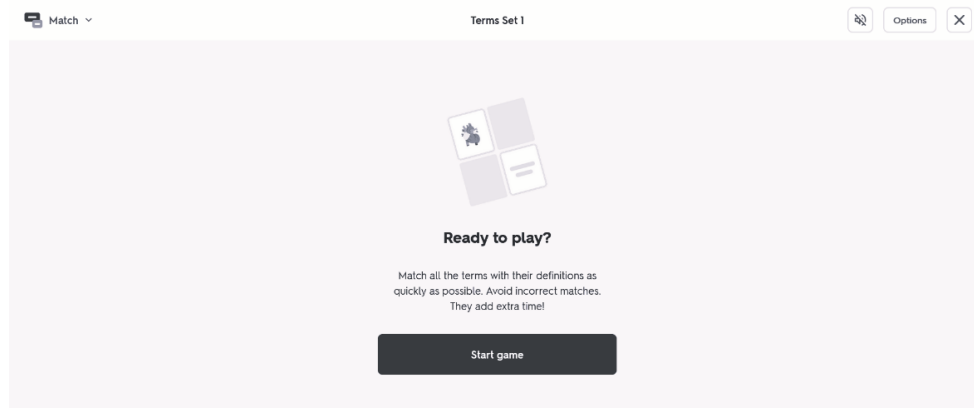 Match
Terms Set 1
Options
Ready to play?
Match all the terms with their definitions as
quickly as possible. Avoid incorrect matches.
They add extra time!
Start game